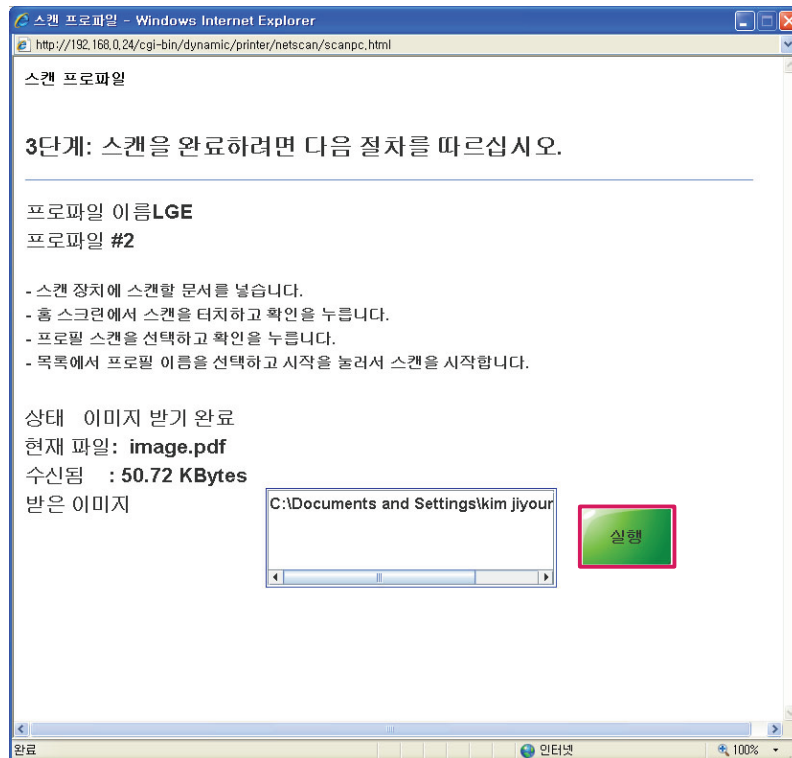 스캔 프로파일 - Windows Internet Explorer
http://192.168.0.24/cgi-bin/dynamic/printer/netscan/scanpc.html
스캔 프로파일
3단계: 스캔을 완료하려면 다음 절차를 따르십시오.
프로파일 이름LGE
프로파일 #2
- 스캔 장치에 스캔할 문서를 넣습니다.
- 홈 스크린에서 스캔을 터치하고 확인을 누릅니다.
- 프로필 스캔을 선택하고 확인을 누릅니다.
- 목록에서 프로필 이름을 선택하고 시작을 눌러서 스캔을 시작합니다.
상태 이미지 받기 완료
현재 파일: image.pdf
수신됨 : 50.72 KBytes
받은 이미지 C:\Documents and Settings\kim jiyour 실행
완료 인터넷 100%